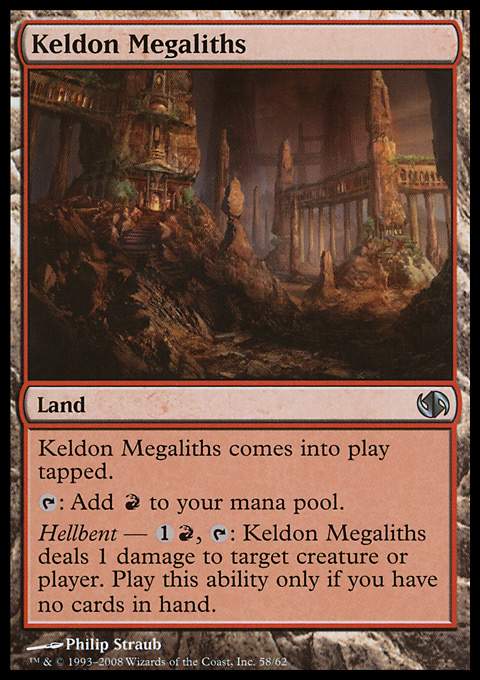 Keldon Megaliths
Land
Keldon Megaliths comes into play
tapped.
: Add to your mana pool.
Hellbent — 1 , : Keldon Megaliths
deals 1 damage to target creature or
player. Play this ability only if you have
no cards in hand.
Philip Straub
™ & © 1993–2008 Wizards of the Coast, Inc. 58/62